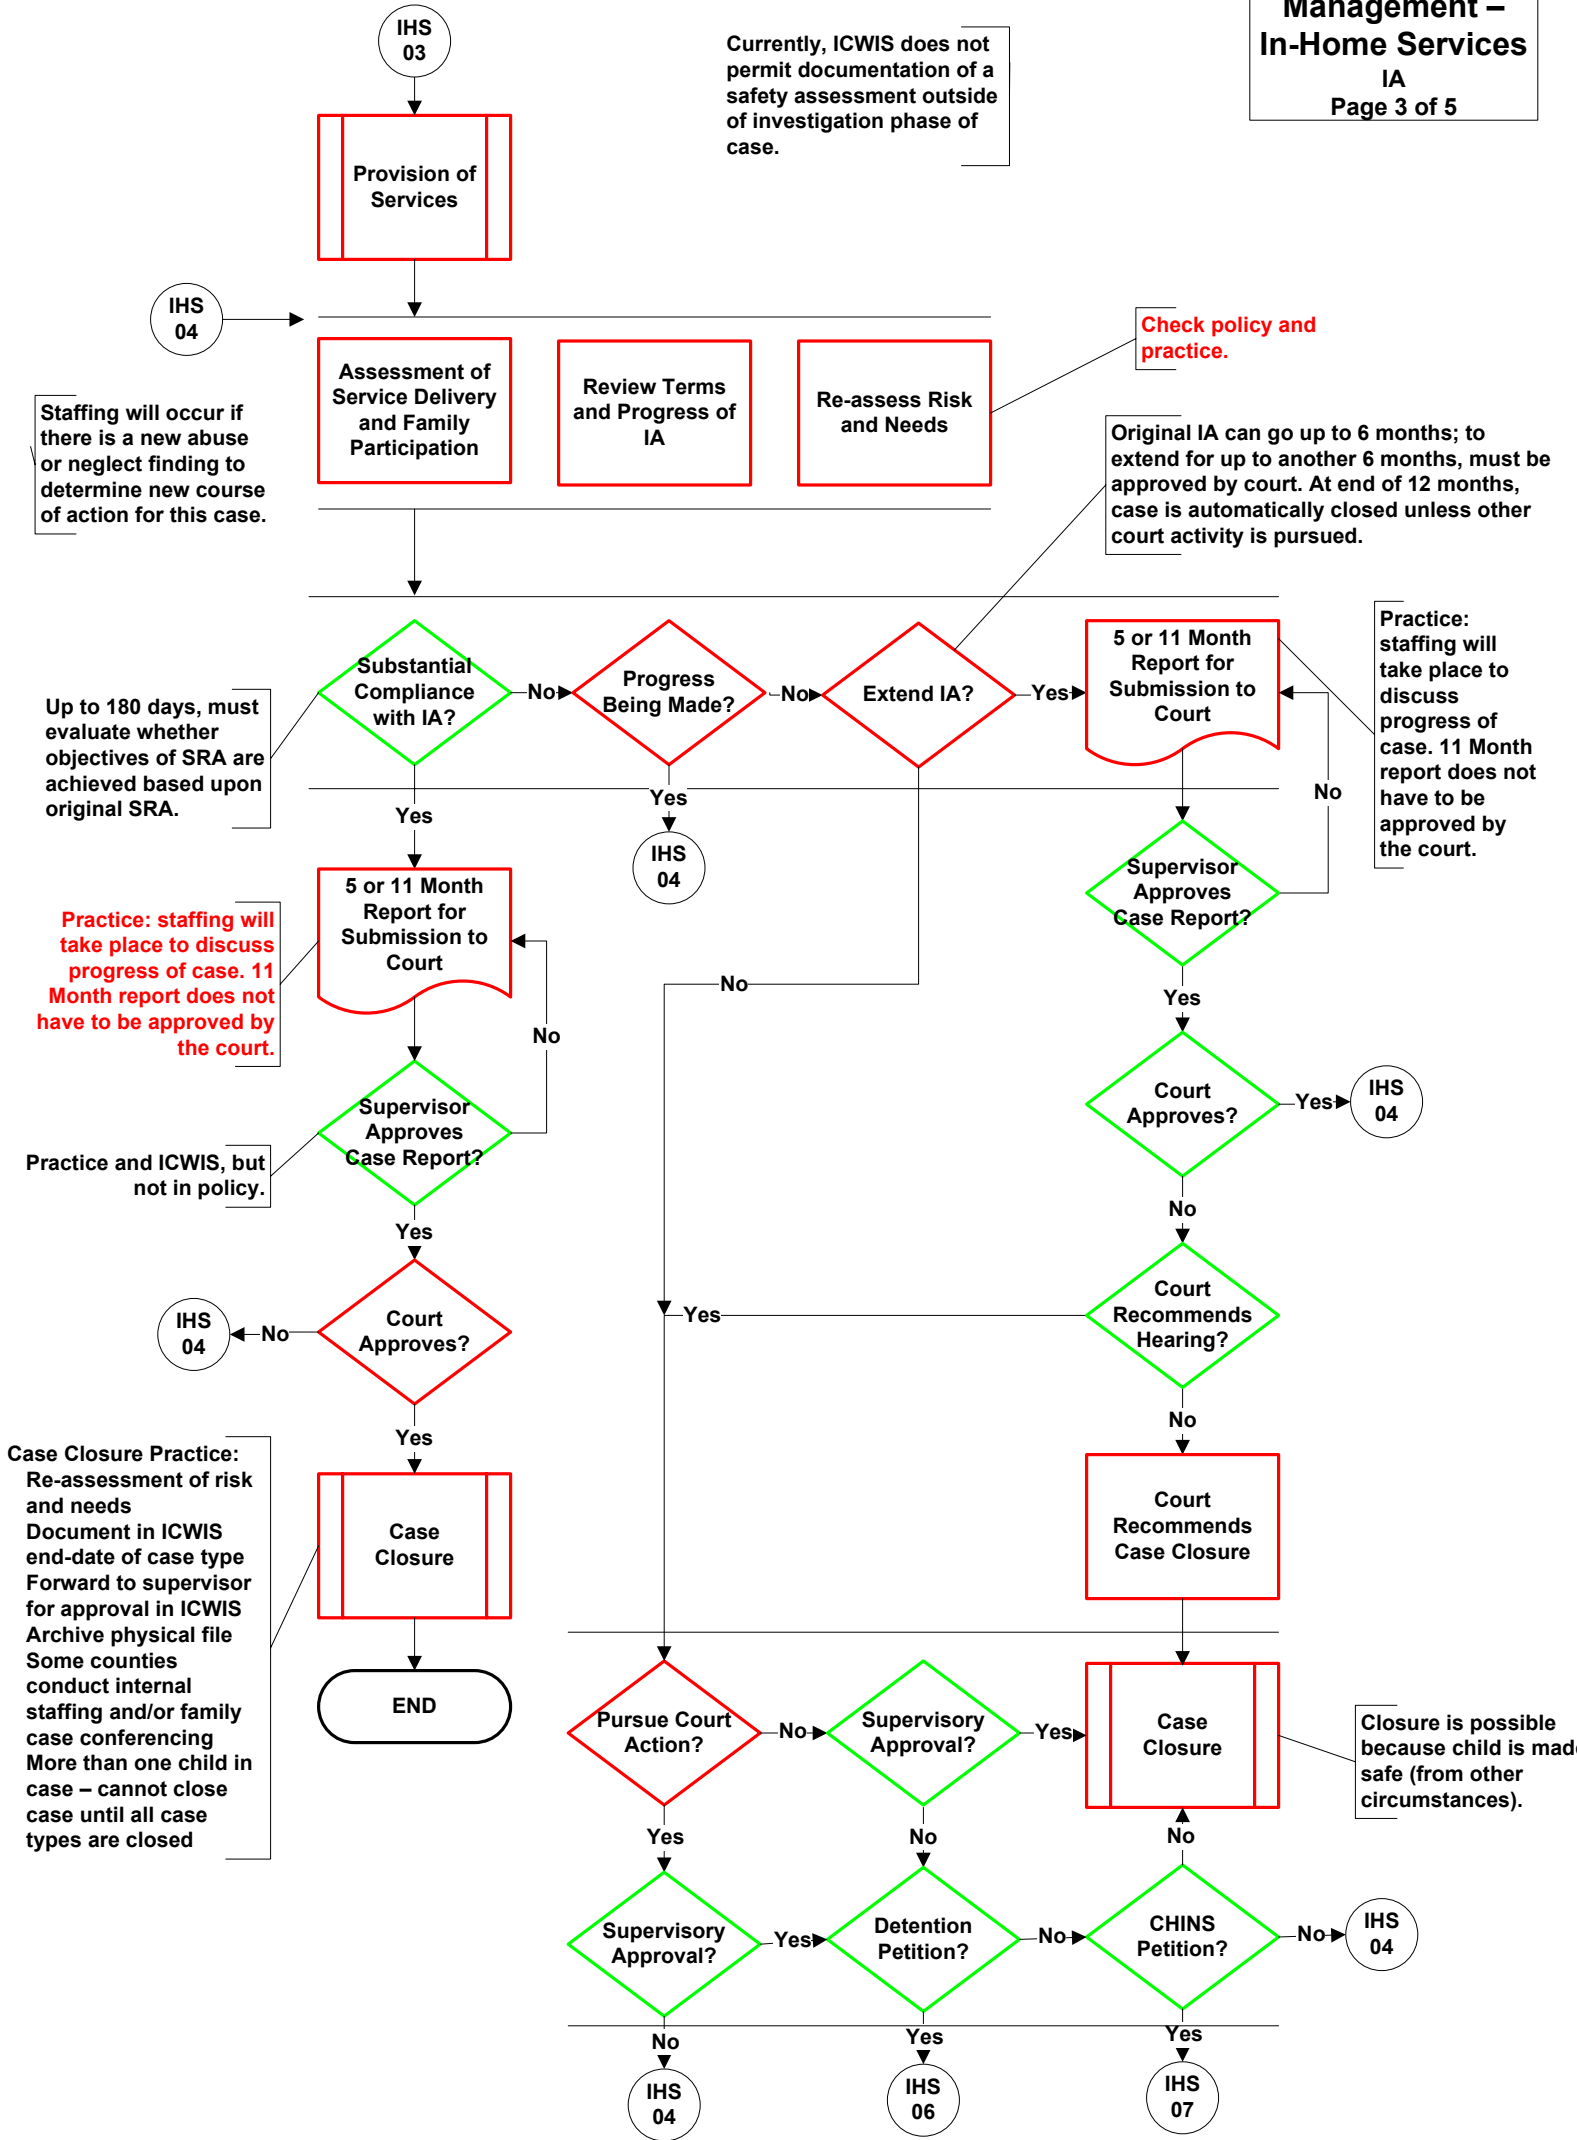 Management –
In-Home Services
IA
Page 3 of 5
IHS
03
Currently, ICWIS does not
permit documentation of a
safety assessment outside
of investigation phase of
case.
Provision of
Services
IHS
04
Check policy and
practice.
Assessment of
Service Delivery
and Family
Participation
Review Terms
and Progress of
IA
Re-assess Risk
and Needs
Staffing will occur if
there is a new abuse
or neglect finding to
determine new course
of action for this case.
Original IA can go up to 6 months; to
extend for up to another 6 months, must be
approved by court. At end of 12 months,
case is automatically closed unless other
court activity is pursued.
Substantial
Compliance
with IA?
No
Progress
Being Made?
No
Extend IA?
Yes
5 or 11 Month
Report for
Submission to
Court
Practice:
staffing will
take place to
discuss
progress of
case. 11 Month
report does not
have to be
approved by
the court.
Up to 180 days, must
evaluate whether
objectives of SRA are
achieved based upon
original SRA.
Yes
Yes
No
IHS
04
5 or 11 Month
Report for
Submission to
Court
Supervisor
Approves
Case Report?
Practice: staffing will
take place to discuss
progress of case. 11
Month report does not
have to be approved by
the court.
No
No
Yes
Supervisor
Approves
Case Report?
Court
Approves?
Yes
IHS
04
Practice and ICWIS, but
not in policy.
Yes
No
Court
Approves?
No
IHS
04
Court
Recommends
Hearing?
Yes
Yes
No
Case Closure Practice:
Re-assessment of risk
and needs
Document in ICWIS
end-date of case type
Forward to supervisor
for approval in ICWIS
Archive physical file
Some counties
conduct internal
staffing and/or family
case conferencing
More than one child in
case – cannot close
case until all case
types are closed
Case
Closure
Court
Recommends
Case Closure
END
Pursue Court
Action?
No
Supervisory
Approval?
Yes
Case
Closure
Closure is possible
because child is made
safe (from other
circumstances).
Yes
No
No
Supervisory
Approval?
Yes
Detention
Petition?
No
CHINS
Petition?
No
IHS
04
No
Yes
Yes
IHS
04
IHS
06
IHS
07